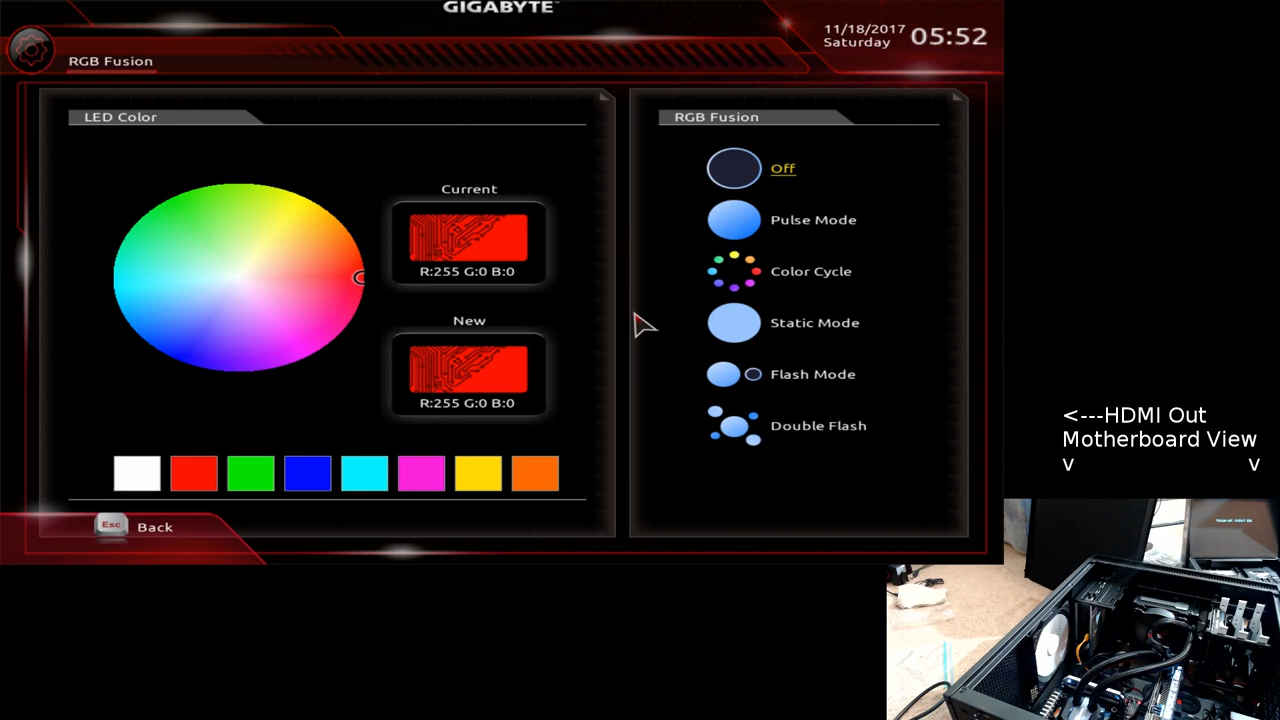 GIGABYTE
11/18/2017
Saturday
05:52
RGB Fusion
LED Color
Current
R:255 G:0 B:0
New
R:255 G:0 B:0
Esc
Back
RGB Fusion
Off
Pulse Mode
Color Cycle
Static Mode
Flash Mode
Double Flash
<---HDMI Out
Motherboard View
v v